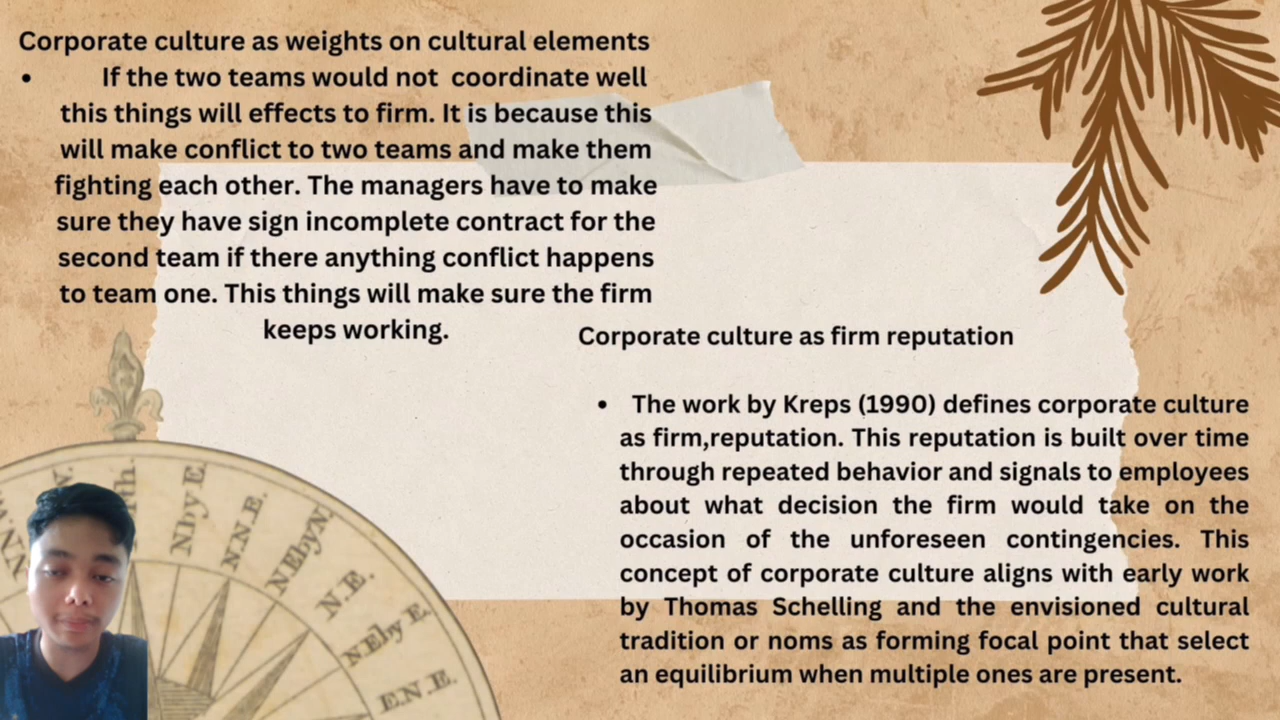 Corporate culture as weights on cultural elements
• If the two teams would not coordinate well
this things will effects to firm. It is because this
will make conflict to two teams and make them
fighting each other. The managers have to make
sure they have sign incomplete contract for the
second team if there anything conflict happens
to team one. This things will make sure the firm
keeps working.
Corporate culture as firm reputation
• The work by Kreps (1990) defines corporate culture
as firm,reputation. This reputation is built over time
through repeated behavior and signals to employees
about what decision the firm would take on the
occasion of the unforeseen contingencies. This
concept of corporate culture aligns with early work
by Thomas Schelling and the envisioned cultural
tradition or noms as forming focal point that select
an equilibrium when multiple ones are present.
Nby E
N.N.E.
NEbyN
N.E.
NEby E.
E.N.E.